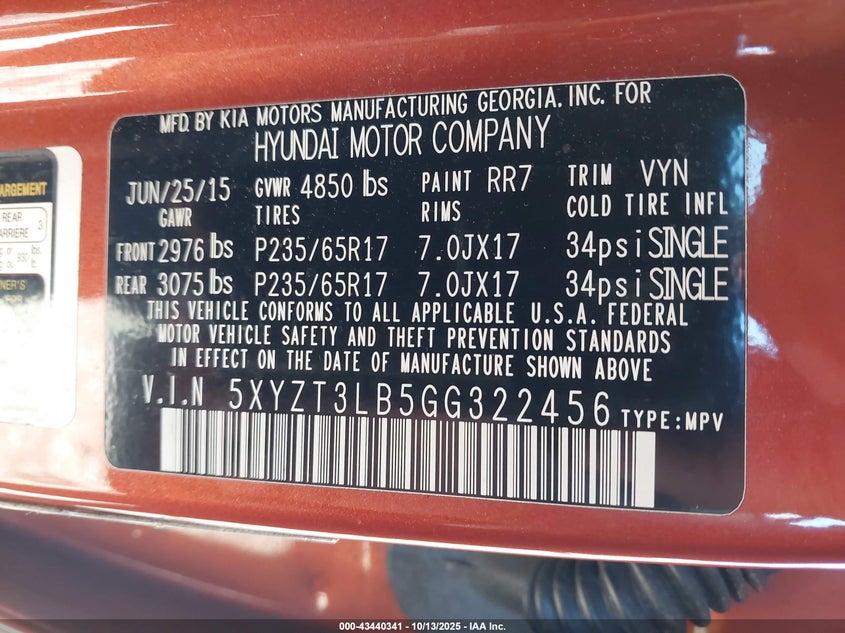 MFD. BY KIA MOTORS MANUFACTURING GEORGIA. INC. FOR
HYUNDAI MOTOR COMPANY
JUN/25/15 GVWR 4850 lbs PAINT RR7 TRIM VYN
GAWR TIRES RIMS COLD TIRE INFL
FRONT 2976 lbs P235/65R17 7.0JX17 34psi SINGLE
REAR 3075 lbs P235/65R17 7.0JX17 34psi SINGLE
THIS VEHICLE CONFORMS TO ALL APPLICABLE U.S.A. FEDERAL
MOTOR VEHICLE SAFETY AND THEFT PREVENTION STANDARDS
IN EFFECT ON THE DATE OF MANUFACTURE SHOWN ABOVE
V.I.N 5XYZT3LB5GG322456 TYPE:MPV
REAR 3
lbs.
000-43440341 - 10/13/2025 - IAA Inc.